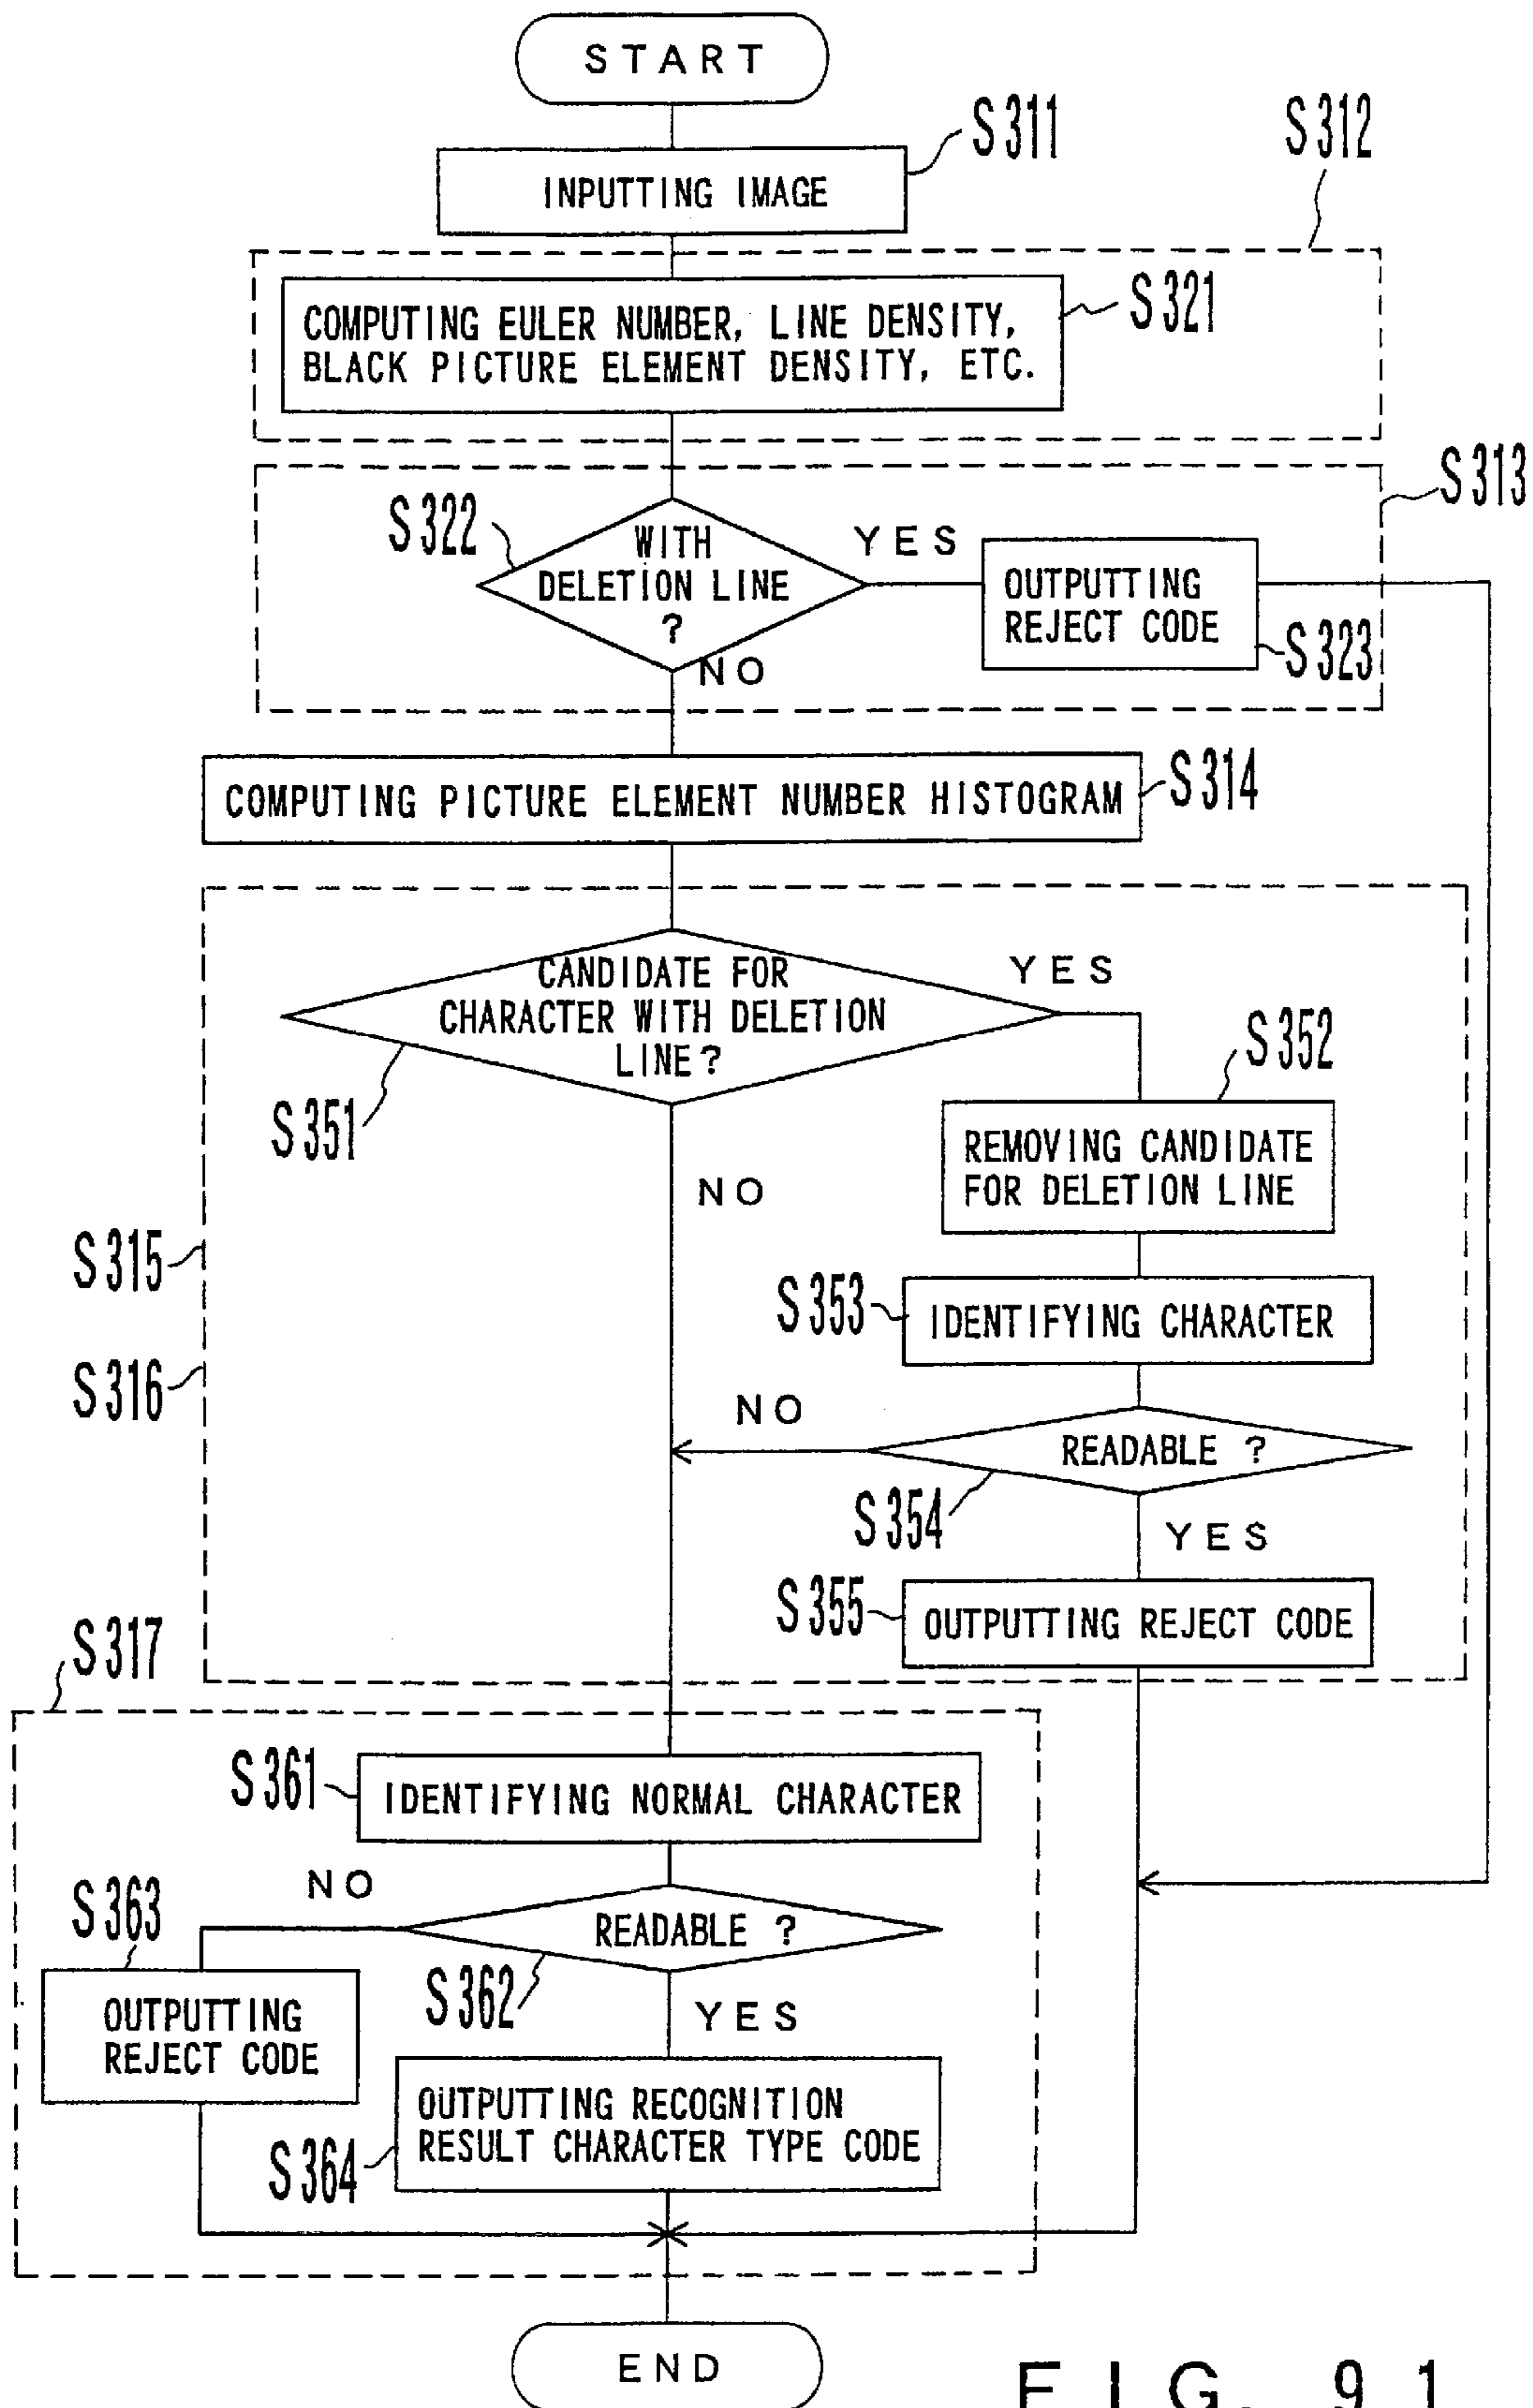 START
S311
INPUTTING IMAGE
S312
S321
COMPUTING EULER NUMBER, LINE DENSITY,
BLACK PICTURE ELEMENT DENSITY, ETC.
S313
S322
WITH
DELETION LINE
?
YES
NO
OUTPUTTING
REJECT CODE
S323
S314
COMPUTING PICTURE ELEMENT NUMBER HISTOGRAM
CANDIDATE FOR
CHARACTER WITH DELETION
LINE?
YES
S351
NO
S352
REMOVING CANDIDATE
FOR DELETION LINE
S315
S353
IDENTIFYING CHARACTER
S316
NO
READABLE ?
S354
YES
S355
OUTPUTTING REJECT CODE
S317
S361
IDENTIFYING NORMAL CHARACTER
NO
S363
READABLE ?
S362
YES
OUTPUTTING
REJECT CODE
OUTPUTTING RECOGNITION
RESULT CHARACTER TYPE CODE
S364
END
FIG. 91